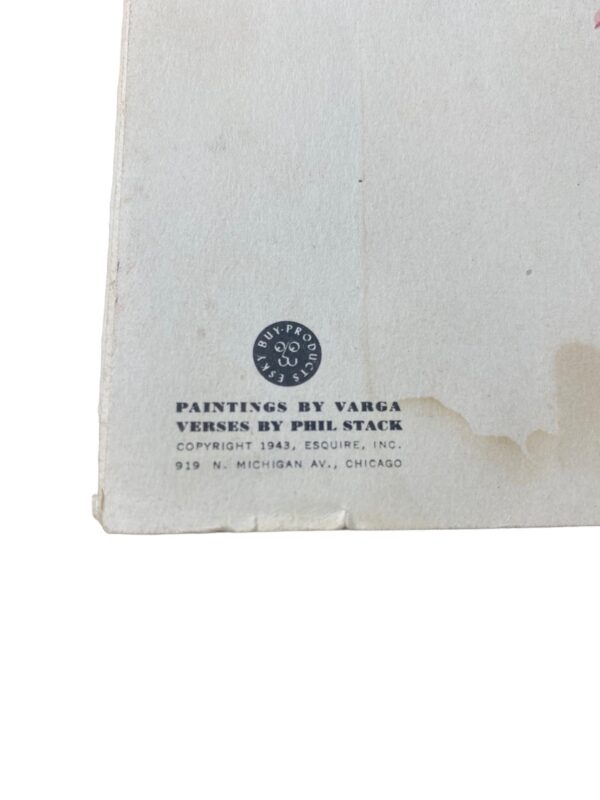 ESKY BUY-PRODUCTS
PAINTINGS BY VARGA
VERSES BY PHIL STACK
COPYRIGHT 1943, ESQUIRE, INC.
919 N. MICHIGAN AV., CHICAGO